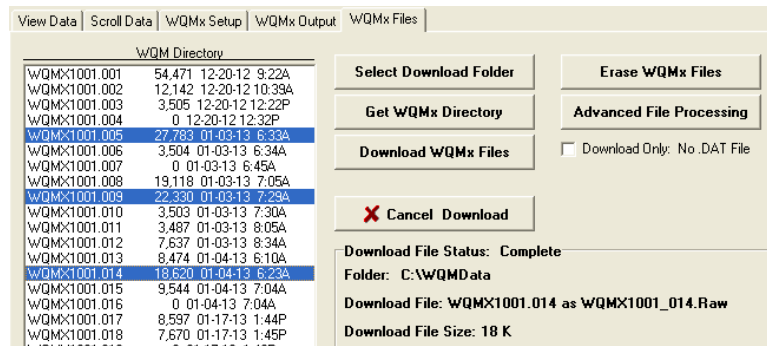 View Data Scroll Data WQMx Setup WQMx Output WQMx Files
WQM Directory
WQMX1001.001 54,471 12-20-12 9:22A
WQMX1001.002 12,142 12-20-12 10:39A
WQMX1001.003 3,505 12-20-12 12:22P
WQMX1001.004 0 12-20-12 12:32P
WQMX1001.005 27,783 01-03-13 6:33A
WQMX1001.006 3,504 01-03-13 6:34A
WQMX1001.007 0 01-03-13 6:45A
WQMX1001.008 19,118 01-03-13 7:05A
WQMX1001.009 22,330 01-03-13 7:29A
WQMX1001.010 3,503 01-03-13 7:30A
WQMX1001.011 3,487 01-03-13 8:05A
WQMX1001.012 7,637 01-03-13 8:34A
WQMX1001.013 8,474 01-04-13 6:10A
WQMX1001.014 18,620 01-04-13 6:23A
WQMX1001.015 9,544 01-04-13 7:04A
WQMX1001.016 0 01-04-13 7:04A
WQMX1001.017 8,597 01-17-13 1:44P
WQMX1001.018 7,670 01-17-13 1:45P
Select Download Folder
Get WQMx Directory
Download WQMx Files
Cancel Download
Erase WQMx Files
Advanced File Processing
Download Only: No .DAT File
Download File Status: Complete
Folder: C:\WQMData
Download File: WQMX1001.014 as WQMX1001_014.Raw
Download File Size: 18 K